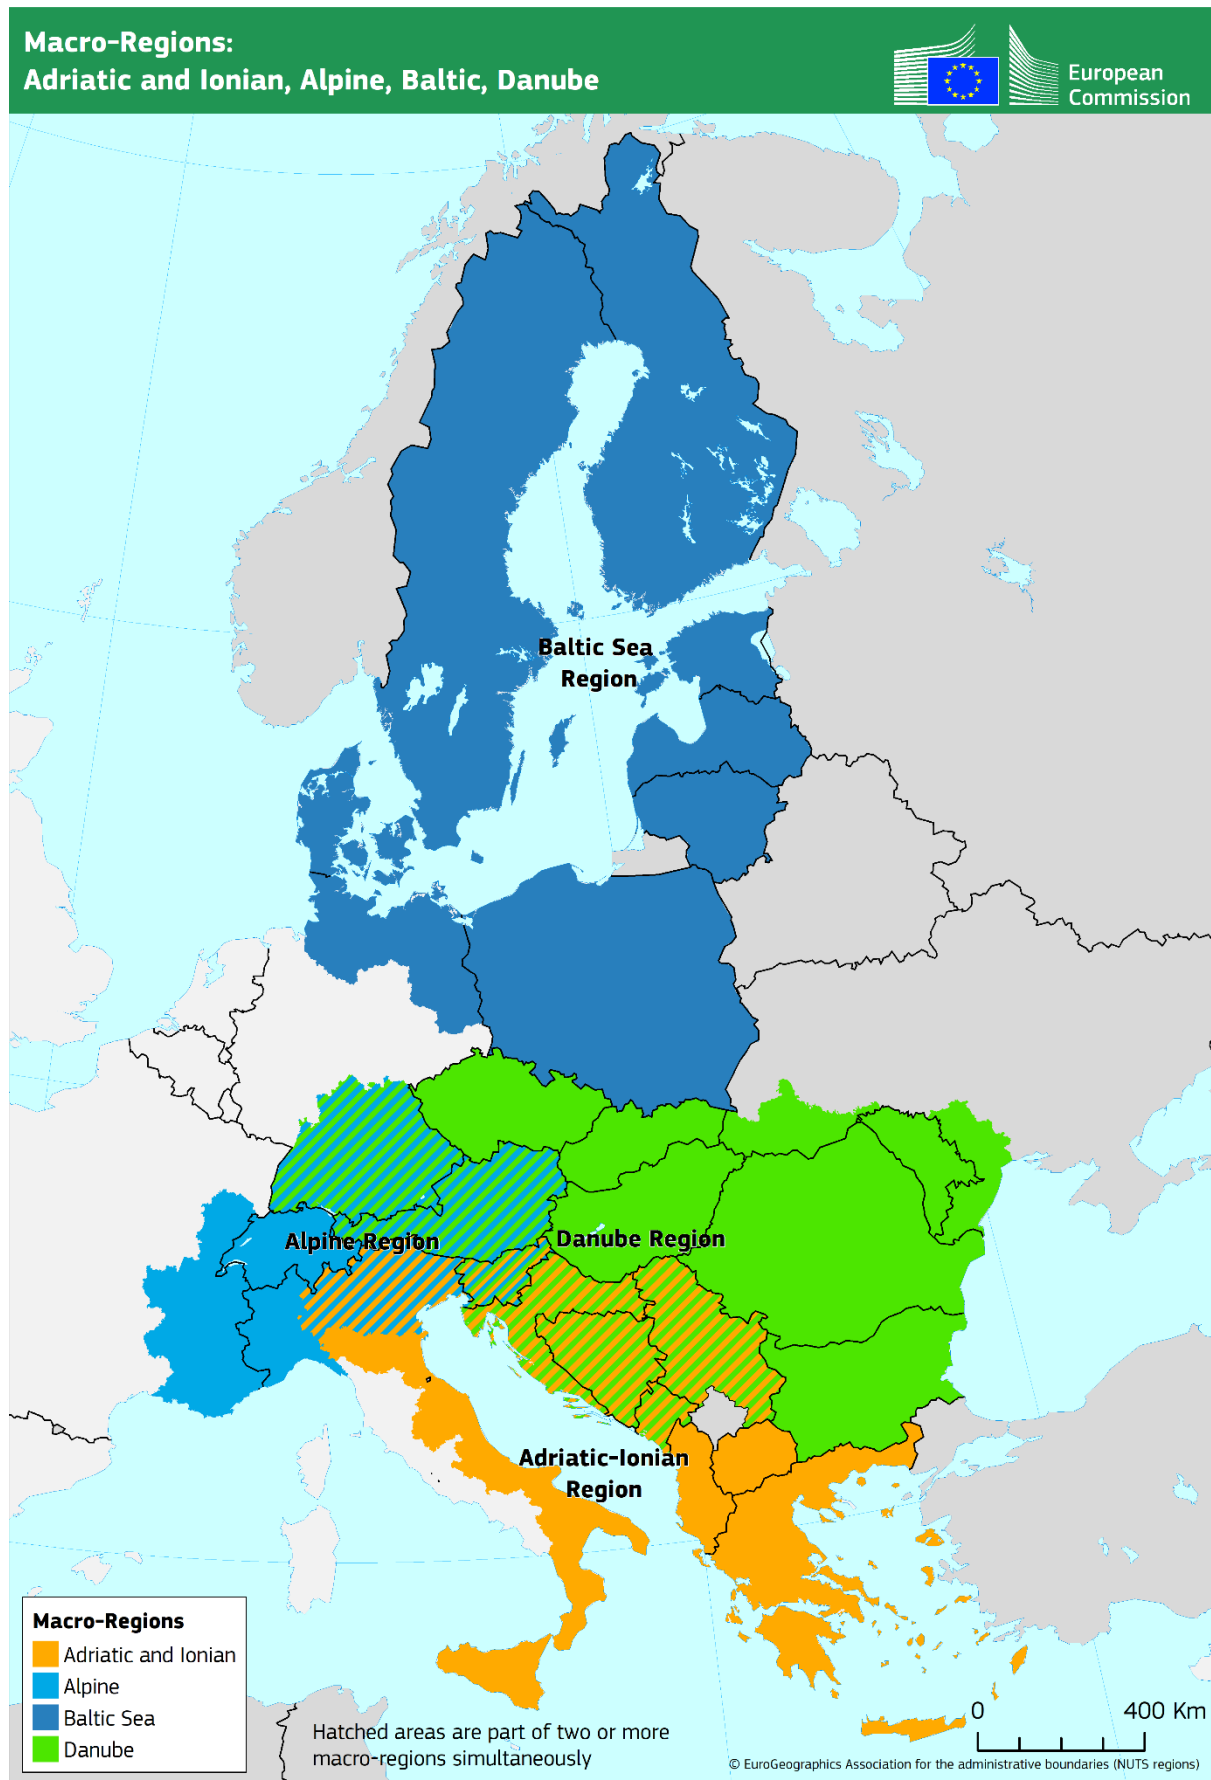 Macro-Regions:
Adriatic and Ionian, Alpine, Baltic, Danube
European
Commission
Baltic Sea
Region
Alpine Region
Danube Region
Adriatic-Ionian
Region
Macro-Regions
Adriatic and Ionian
Alpine
Baltic Sea
Danube
Hatched areas are part of two or more
macro-regions simultaneously
0 400 Km
© EuroGeographics Association for the administrative boundaries (NUTS regions)